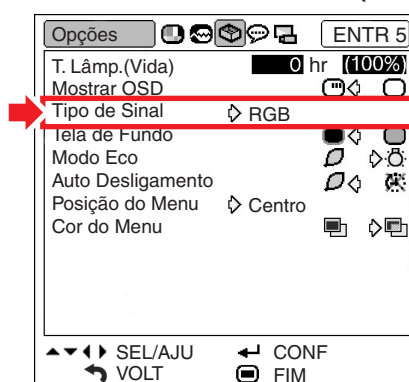 Opções ENTR 5
T. Lâmp.(Vida) 0 hr (100%)
Mostrar OSD
Tipo de Sinal RGB
Tela de Fundo
Modo Eco
Auto Desligamento
Posição do Menu Centro
Cor do Menu
SEL/AJU CONF
VOLT FIM